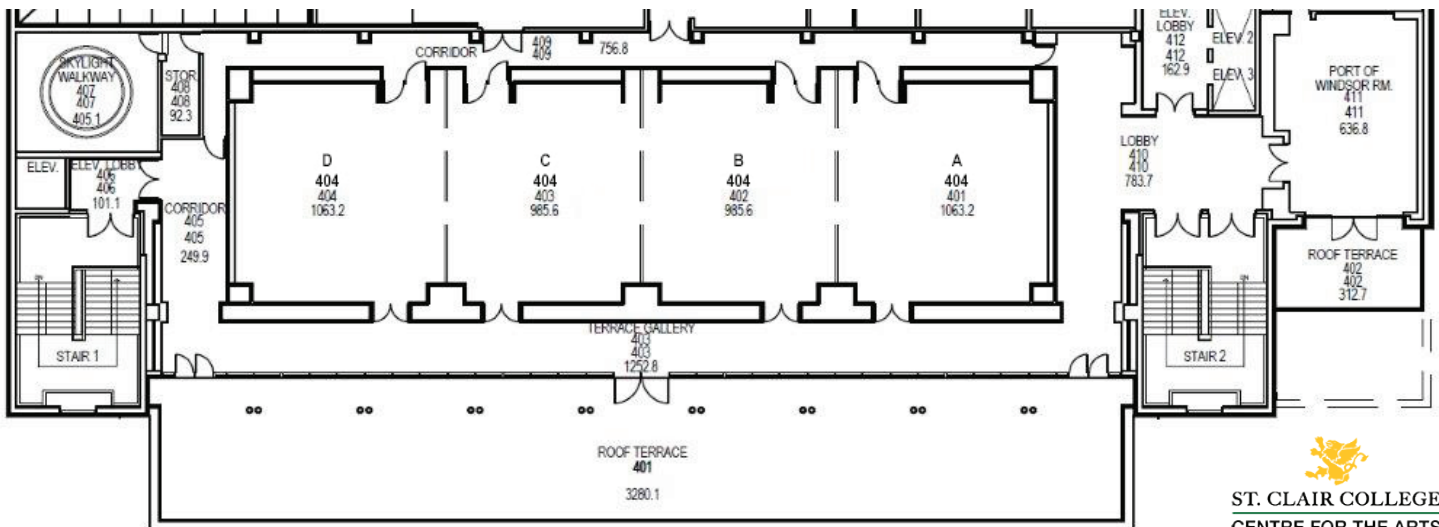 SKYLIGHT
WALKWAY
407
407
405.1
STOR.
408
408
92.3
CORRIDOR
409
409
756.8
ELEV.
LOBBY
412
412
162.9
ELEV. 2
ELEV. 3
PORT OF
WINDSOR RM.
411
411
636.8
ELEV.
ELEV. LOBBY
406
406
101.1
CORRIDOR
405
405
249.9
D
404
404
1063.2
C
404
403
985.6
B
404
402
985.6
A
404
401
1063.2
LOBBY
410
410
783.7
ROOF TERRACE
402
402
312.7
DN
STAIR 1
TERRACE GALLERY
403
403
1252.8
DN
STAIR 2
ROOF TERRACE
401
3280.1
ST. CLAIR COLLEGE
CENTRE FOR THE ARTS